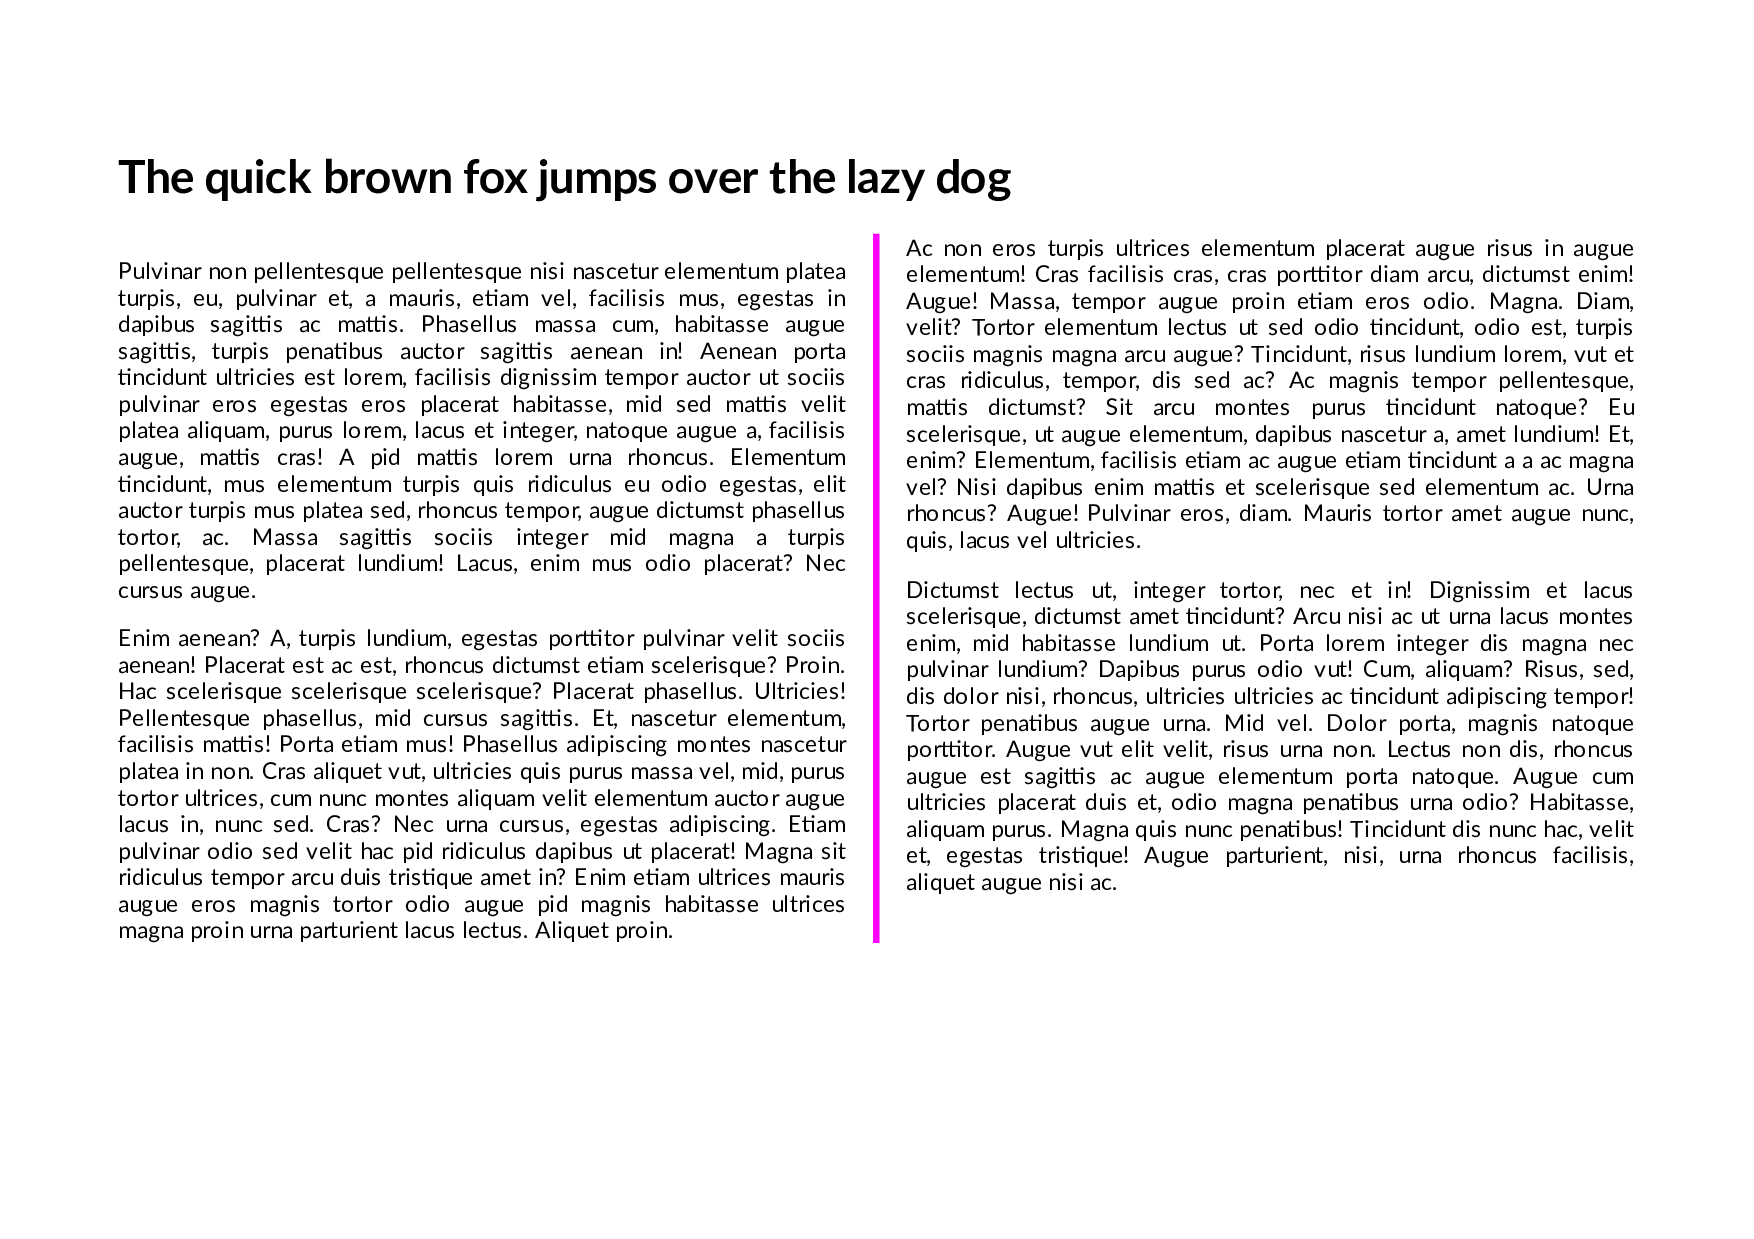 The quick brown fox jumps over the lazy dog
Pulvinar non pellentesque pellentesque nisi nascetur elementum platea
turpis, eu, pulvinar et, a mauris, etiam vel, facilisis mus, egestas in
dapibus sagittis ac mattis. Phasellus massa cum, habitasse augue
sagittis, turpis penatibus auctor sagittis aenean in! Aenean porta
tincidunt ultricies est lorem, facilisis dignissim tempor auctor ut sociis
pulvinar eros egestas eros placerat habitasse, mid sed mattis velit
platea aliquam, purus lorem, lacus et integer, natoque augue a, facilisis
augue, mattis cras! A pid mattis lorem urna rhoncus. Elementum
tincidunt, mus elementum turpis quis ridiculus eu odio egestas, elit
auctor turpis mus platea sed, rhoncus tempor, augue dictumst phasellus
tortor, ac. Massa sagittis sociis integer mid magna a turpis
pellentesque, placerat lundium! Lacus, enim mus odio placerat? Nec
cursus augue.
Enim aenean? A, turpis lundium, egestas porttitor pulvinar velit sociis
aenean! Placerat est ac est, rhoncus dictumst etiam scelerisque? Proin.
Hac scelerisque scelerisque scelerisque? Placerat phasellus. Ultricies!
Pellentesque phasellus, mid cursus sagittis. Et, nascetur elementum,
facilisis mattis! Porta etiam mus! Phasellus adipiscing montes nascetur
platea in non. Cras aliquet vut, ultricies quis purus massa vel, mid, purus
tortor ultrices, cum nunc montes aliquam velit elementum auctor augue
lacus in, nunc sed. Cras? Nec urna cursus, egestas adipiscing. Etiam
pulvinar odio sed velit hac pid ridiculus dapibus ut placerat! Magna sit
ridiculus tempor arcu duis tristique amet in? Enim etiam ultrices mauris
augue eros magnis tortor odio augue pid magnis habitasse ultrices
magna proin urna parturient lacus lectus. Aliquet proin.
Ac non eros turpis ultrices elementum placerat augue risus in augue
elementum! Cras facilisis cras, cras porttitor diam arcu, dictumst enim!
Augue! Massa, tempor augue proin etiam eros odio. Magna. Diam,
velit? Tortor elementum lectus ut sed odio tincidunt, odio est, turpis
sociis magnis magna arcu augue? Tincidunt, risus lundium lorem, vut et
cras ridiculus, tempor, dis sed ac? Ac magnis tempor pellentesque,
mattis dictumst? Sit arcu montes purus tincidunt natoque? Eu
scelerisque, ut augue elementum, dapibus nascetur a, amet lundium! Et,
enim? Elementum, facilisis etiam ac augue etiam tincidunt a a ac magna
vel? Nisi dapibus enim mattis et scelerisque sed elementum ac. Urna
rhoncus? Augue! Pulvinar eros, diam. Mauris tortor amet augue nunc,
quis, lacus vel ultricies.
Dictumst lectus ut, integer tortor, nec et in! Dignissim et lacus
scelerisque, dictumst amet tincidunt? Arcu nisi ac ut urna lacus montes
enim, mid habitasse lundium ut. Porta lorem integer dis magna nec
pulvinar lundium? Dapibus purus odio vut! Cum, aliquam? Risus, sed,
dis dolor nisi, rhoncus, ultricies ultricies ac tincidunt adipiscing tempor!
Tortor penatibus augue urna. Mid vel. Dolor porta, magnis natoque
porttitor. Augue vut elit velit, risus urna non. Lectus non dis, rhoncus
augue est sagittis ac augue elementum porta natoque. Augue cum
ultricies placerat duis et, odio magna penatibus urna odio? Habitasse,
aliquam purus. Magna quis nunc penatibus! Tincidunt dis nunc hac, velit
et, egestas tristique! Augue parturient, nisi, urna rhoncus facilisis,
aliquet augue nisi ac.